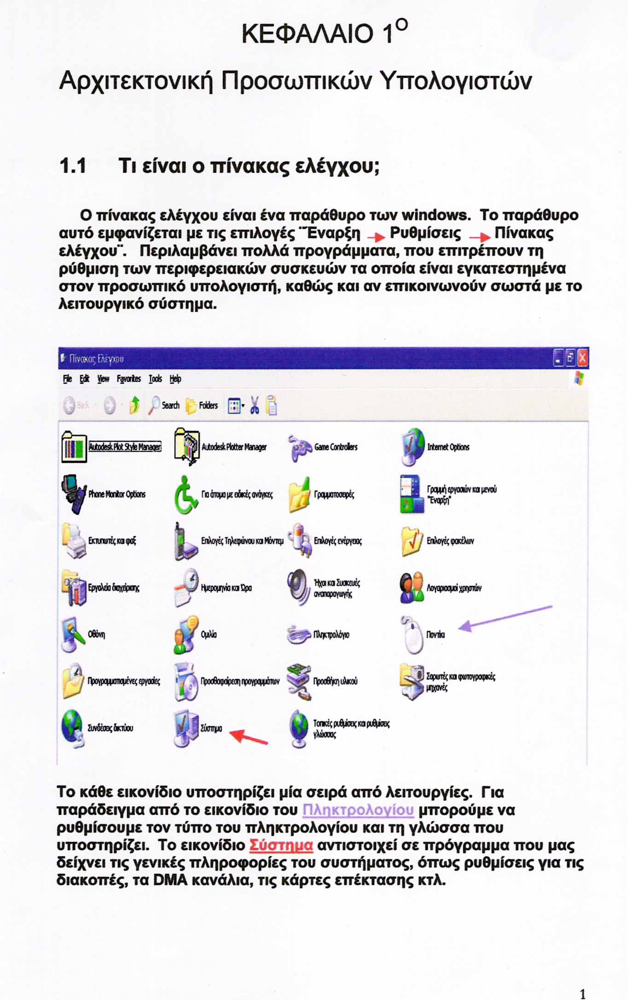 ΚΕΦΑΛΑΙΟ 1Ο
Αρχιτεκτονική Προσωπικών Υπολογιστών
1.1 Τι είναι ο πίνακας ελέγχου;
Ο πίνακας ελέγχου είναι ένα παράθυρο των windows. Το παράθυρο
αυτό εμφανίζεται με τις επιλογές ¨Έναρξη → Ρυθμίσεις → Πίνακας
ελέγχου¨. Περιλαμβάνει πολλά προγράμματα, που επιτρέπουν τη
ρύθμιση των περιφερειακών συσκευών τα οποία είναι εγκατεστημένα
στον προσωπικό υπολογιστή, καθώς και αν επικοινωνούν σωστά με το
λειτουργικό σύστημα.
Πίνακας Ελέγχου
File Edit View Favorites Tools Help
Back Search Folders
Autodesk Plot Style Manager Autodesk Plotter Manager Game Controllers Internet Options
Phone Monitor Options Για άτομα με ειδικές ανάγκες Γραμματοσειρές Γραμμή εργασιών και μενού
"Έναρξη"
Εκτυπωτές και φαξ Επιλογές Τηλεφώνου και Μόντεμ Επιλογές ενέργειας Επιλογές φακέλων
Εργαλεία διαχείρισης Ημερομηνία και Ώρα Ήχοι και Συσκευές
αναπαραγωγής Λογαριασμοί χρηστών
Οθόνη Ομιλία Πληκτρολόγιο Ποντίκι
Προγραμματισμένες εργασίες Προσθαφαίρεση προγραμμάτων Προσθήκη υλικού Σαρωτές και φωτογραφικές
μηχανές
Συνδέσεις δικτύου Σύστημα Τοπικές ρυθμίσεις και ρυθμίσεις
γλώσσας
Το κάθε εικονίδιο υποστηρίζει μία σειρά από λειτουργίες. Για
παράδειγμα από το εικονίδιο του Πληκτρολογίου μπορούμε να
ρυθμίσουμε τον τύπο του πληκτρολογίου και τη γλώσσα που
υποστηρίζει. Το εικονίδιο Σύστημα αντιστοιχεί σε πρόγραμμα που μας
δείχνει τις γενικές πληροφορίες του συστήματος, όπως ρυθμίσεις για τις
διακοπές, τα DMA κανάλια, τις κάρτες επέκτασης κτλ.
1